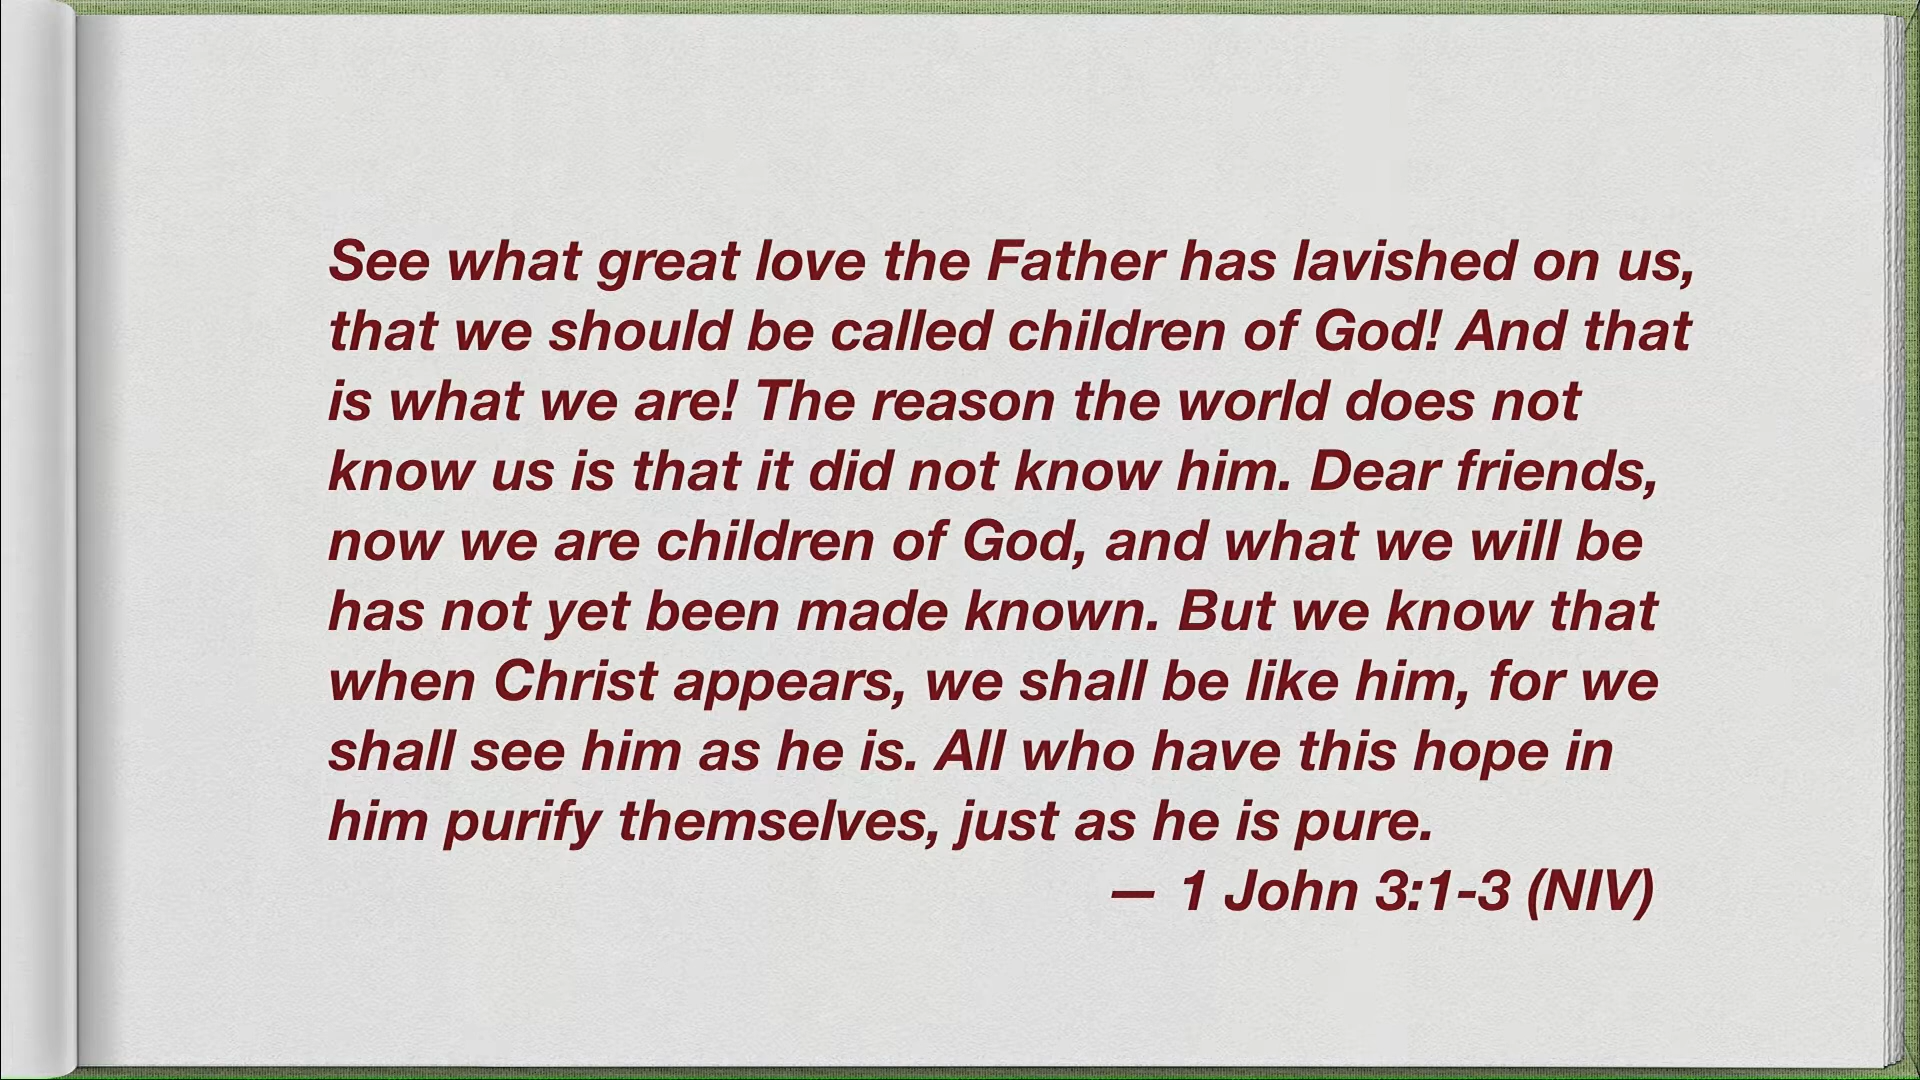 See what great love the Father has lavished on us,
that we should be called children of God! And that
is what we are! The reason the world does not
know us is that it did not know him. Dear friends,
now we are children of God, and what we will be
has not yet been made known. But we know that
when Christ appears, we shall be like him, for we
shall see him as he is. All who have this hope in
him purify themselves, just as he is pure.
— 1 John 3:1-3 (NIV)